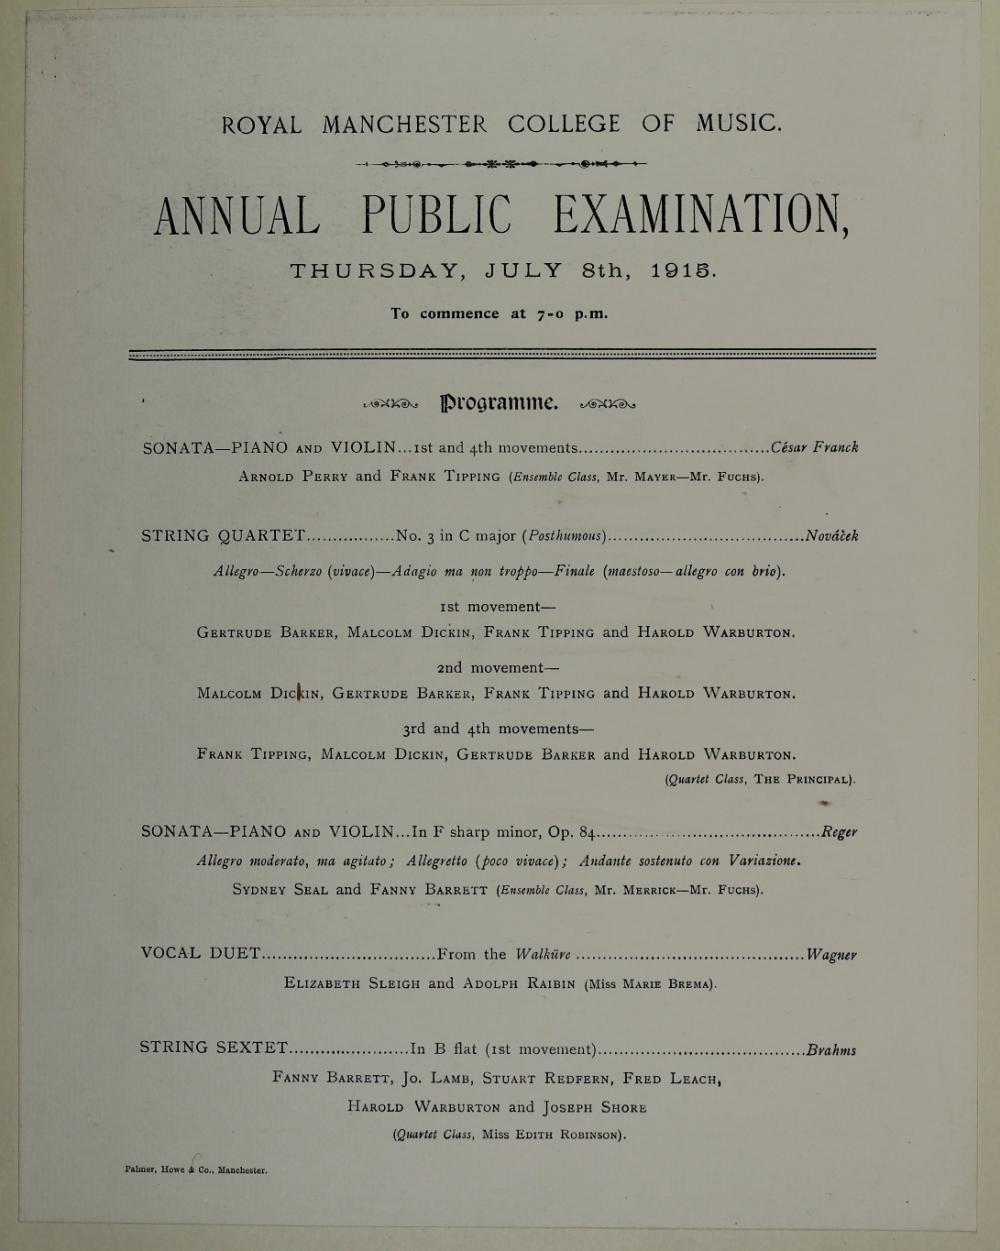 ROYAL MANCHESTER COLLEGE OF MUSIC.
ANNUAL PUBLIC EXAMINATION,
THURSDAY, JULY 8th, 1915.
To commence at 7-0 p.m.
Programme.
SONATA—PIANO AND VIOLIN...1st and 4th movements....................................César Franck
ARNOLD PERRY and FRANK TIPPING (Ensemble Class, Mr. MAYER—Mr. FUCHS).
STRING QUARTET.................No. 3 in C major (Posthumous)......................................Nováček
Allegro—Scherzo (vivace)—Adagio ma non troppo—Finale (maestoso—allegro con brio).
1st movement—
GERTRUDE BARKER, MALCOLM DICKIN, FRANK TIPPING and HAROLD WARBURTON.
2nd movement—
MALCOLM DICKIN, GERTRUDE BARKER, FRANK TIPPING and HAROLD WARBURTON.
3rd and 4th movements—
FRANK TIPPING, MALCOLM DICKIN, GERTRUDE BARKER and HAROLD WARBURTON.
(Quartet Class, THE PRINCIPAL).
SONATA—PIANO AND VIOLIN...In F sharp minor, Op. 84...........................................Reger
Allegro moderato, ma agitato; Allegretto (poco vivace); Andante sostenuto con Variazione.
SYDNEY SEAL and FANNY BARRETT (Ensemble Class, Mr. MERRICK—Mr. FUCHS).
VOCAL DUET.................................From the Walküre............................................Wagner
ELIZABETH SLEIGH and ADOLPH RAIBIN (Miss MARIE BREMA).
STRING SEXTET.......................In B flat (1st movement)........................................Brahms
FANNY BARRETT, JO. LAMB, STUART REDFERN, FRED LEACH,
HAROLD WARBURTON and JOSEPH SHORE
(Quartet Class, Miss EDITH ROBINSON).
Palmer, Howe & Co., Manchester.